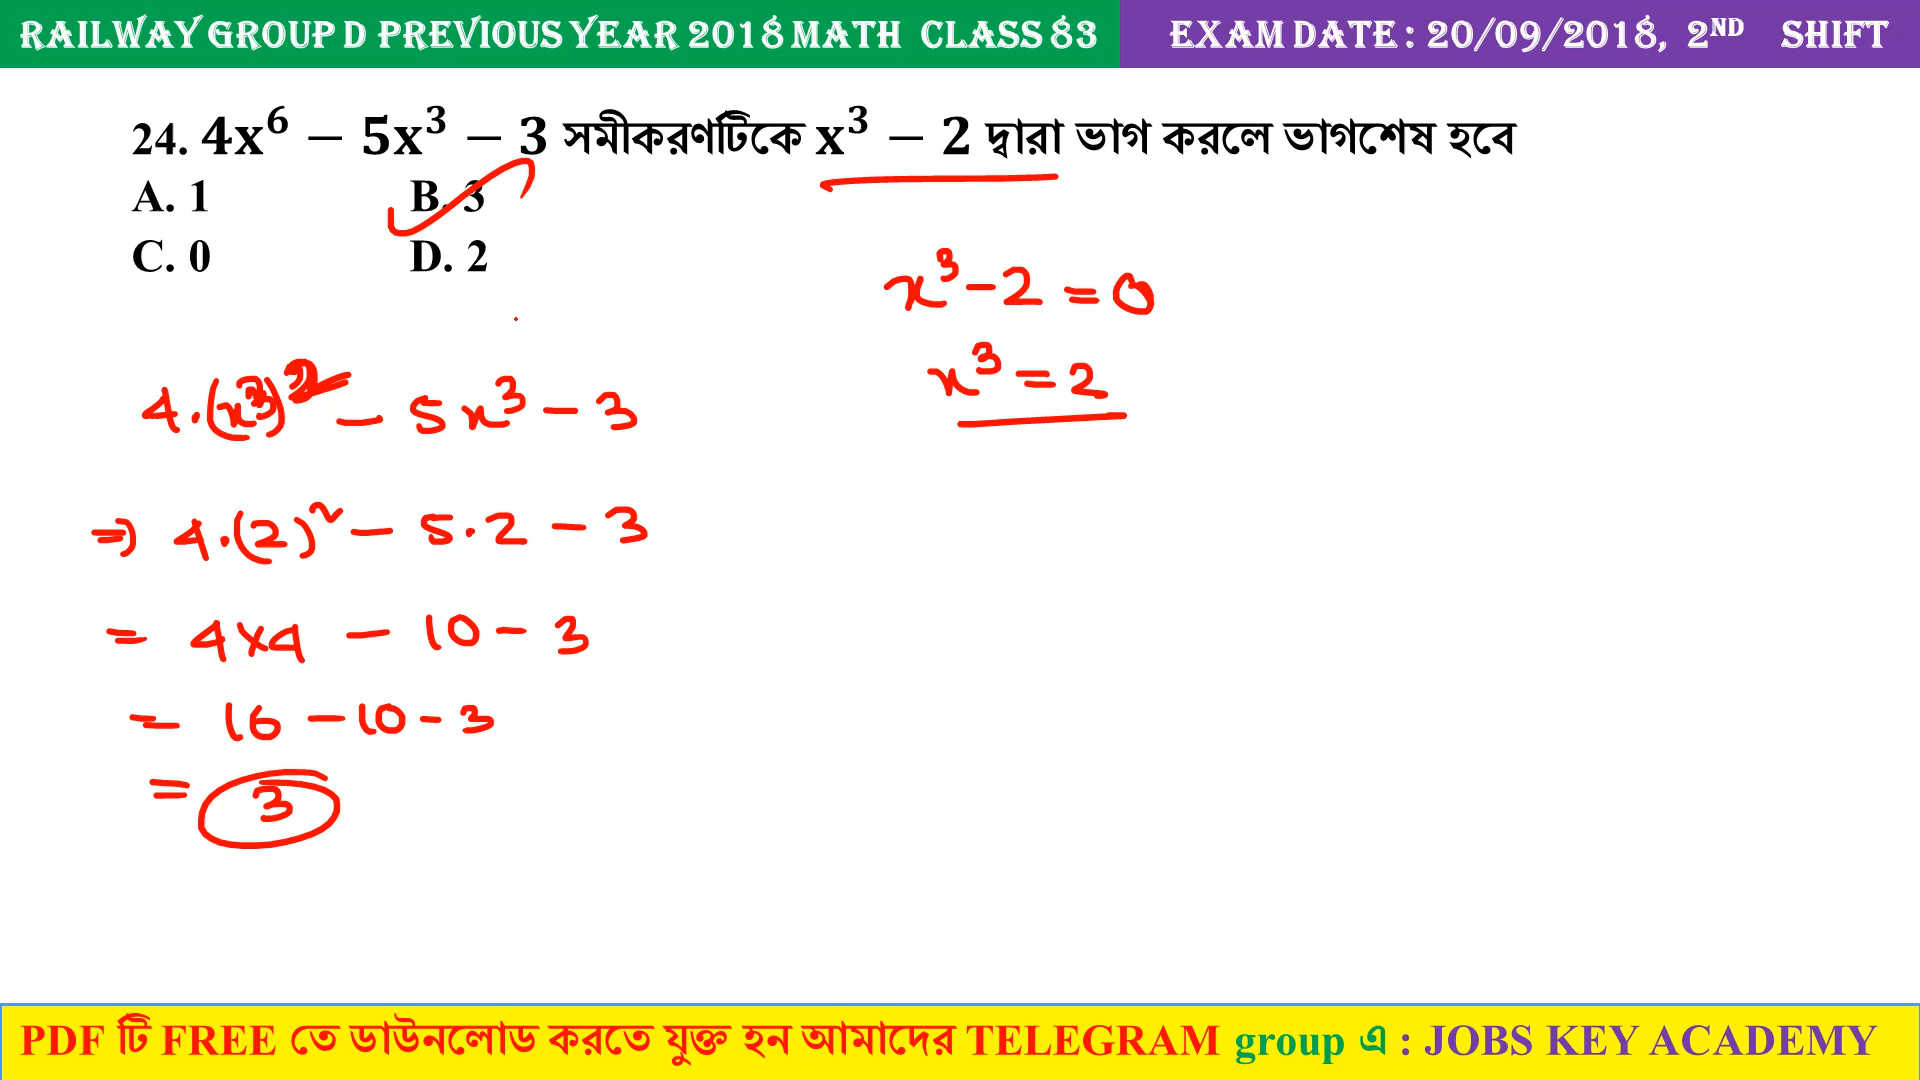 RAILWAY GROUP D PREVIOUS YEAR 2018 MATH CLASS 83 EXAM DATE : 20/09/2018, 2ND SHIFT
24. 4x⁶ − 5x³ − 3 সমীকরণটিকে x³ − 2 দ্বারা ভাগ করলে ভাগশেষ হবে
A. 1 B. 3
C. 0 D. 2
x³ − 2 = 0
x³ = 2
4.(x³)² − 5x³ − 3
⇒ 4.(2)² − 5.2 − 3
= 4×4 − 10 − 3
= 16 − 10 − 3
= 3
PDF টি FREE তে ডাউনলোড করতে যুক্ত হন আমাদের TELEGRAM group এ : JOBS KEY ACADEMY